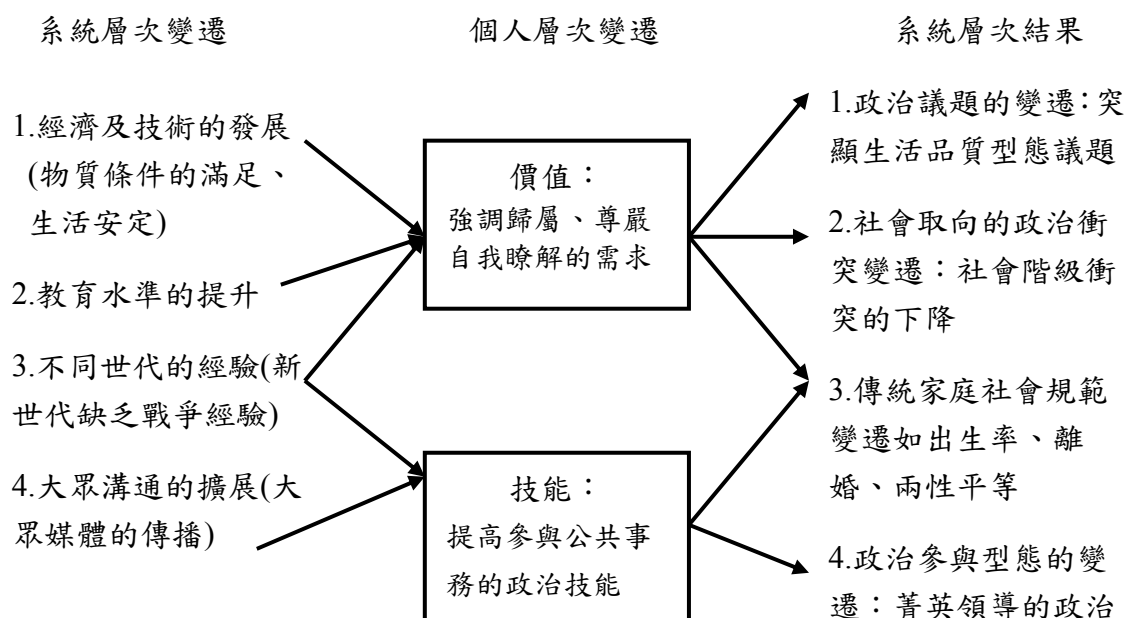 系統層次變遷
個人層次變遷
系統層次結果
1.經濟及技術的發展
(物質條件的滿足、
生活安定)
2.教育水準的提升
3.不同世代的經驗(新
世代缺乏戰爭經驗)
4.大眾溝通的擴展(大
眾媒體的傳播)
價值：
強調歸屬、尊嚴
自我瞭解的需求
技能：
提高參與公共事
務的政治技能
1.政治議題的變遷：突
顯生活品質型態議題
2.社會取向的政治衝
突變遷：社會階級衝
突的下降
3.傳統家庭社會規範
變遷如出生率、離
婚、兩性平等
4.政治參與型態的變
遷：菁英領導的政治